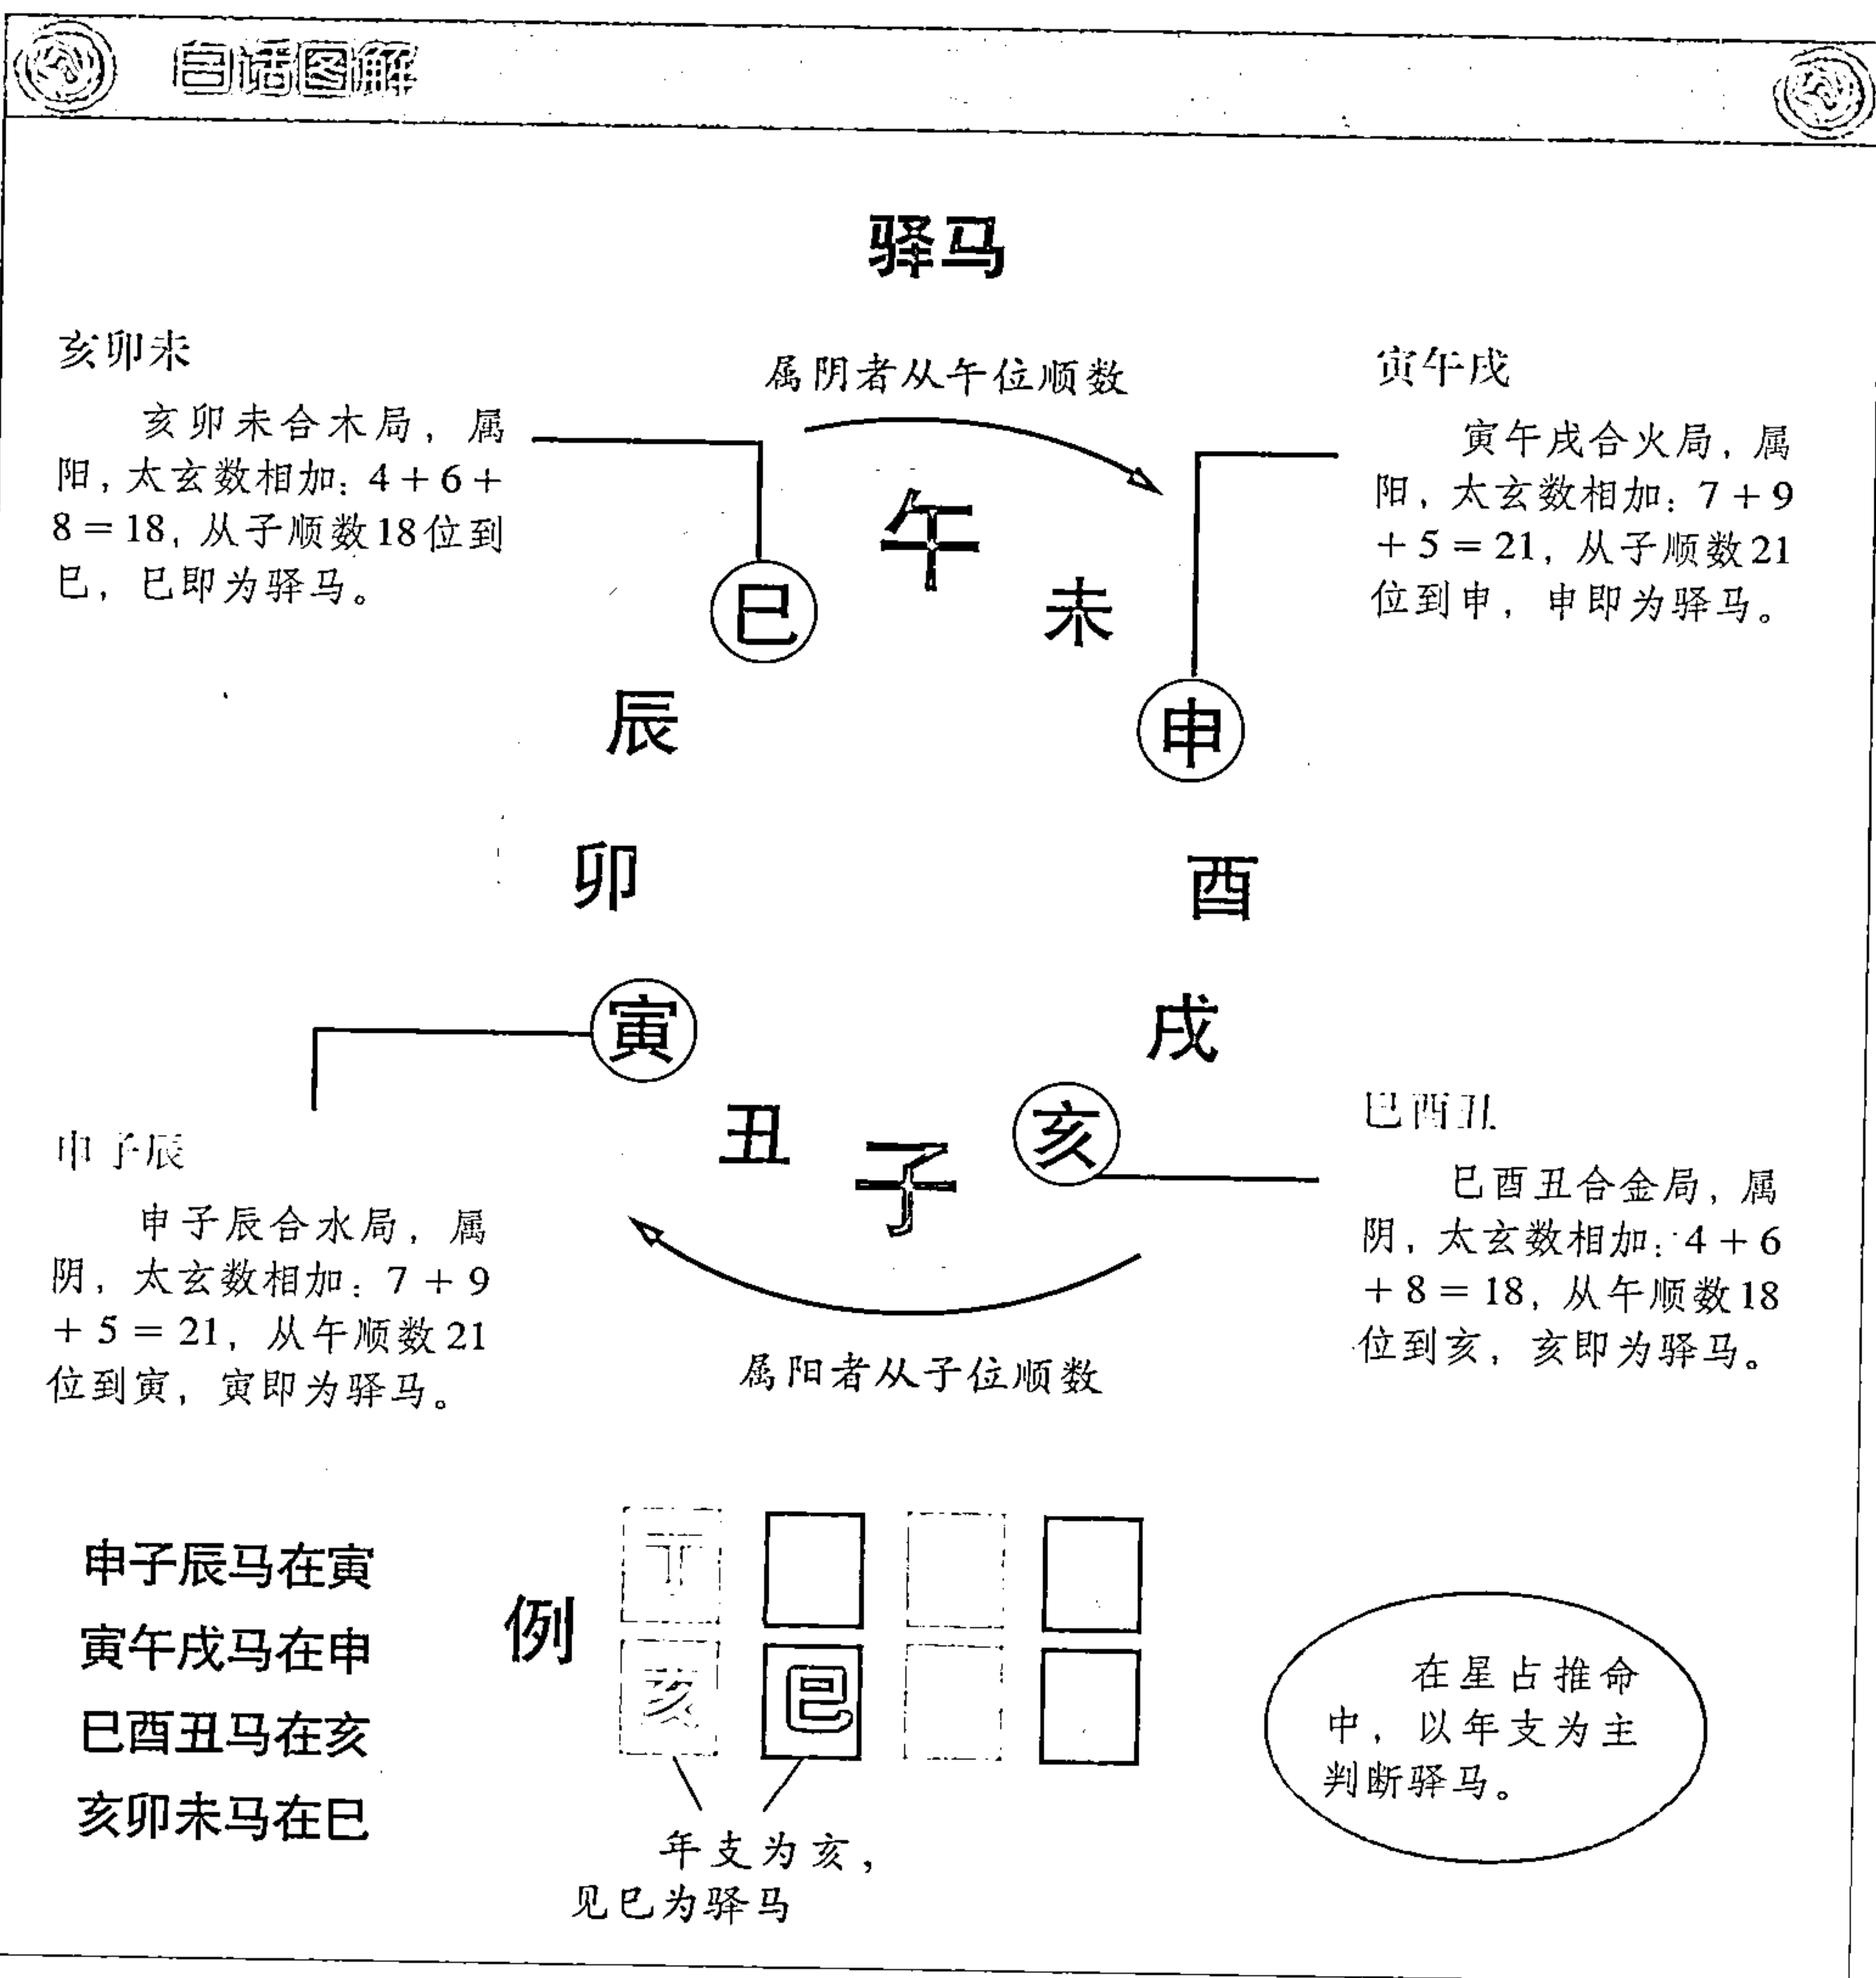 白话图解
驿马
亥卯未
亥卯未合木局，属
阳，太玄数相加：4＋6＋
8＝18，从子顺数18位到
巳，巳即为驿马。
属阴者从午位顺数
寅午戌
寅午戌合火局，属
阳，太玄数相加：7＋9
＋5＝21，从子顺数21
位到申，申即为驿马。
午
巳
未
辰
申
卯
酉
寅
戌
丑
子
亥
申子辰
申子辰合水局，属
阴，太玄数相加：7＋9
＋5＝21，从午顺数21
位到寅，寅即为驿马。
属阳者从子位顺数
巳酉丑
巳酉丑合金局，属
阴，太玄数相加：4＋6
＋8＝18，从午顺数18
位到亥，亥即为驿马。
申子辰马在寅
寅午戌马在申
巳酉丑马在亥
亥卯未马在巳
例
丁
亥 巳
年支为亥，
见巳为驿马
在星占推命
中，以年支为主
判断驿马。